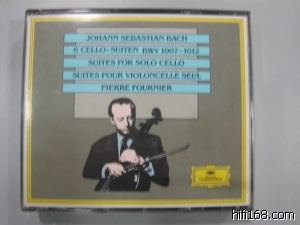 JOHANN SEBASTIAN BACH
6 CELLO-SUITEN BWV 1007-1012
SUITES FOR SOLO CELLO
SUITES POUR VIOLONCELLE SEUL
PIERRE FOURNIER
hifi168.com